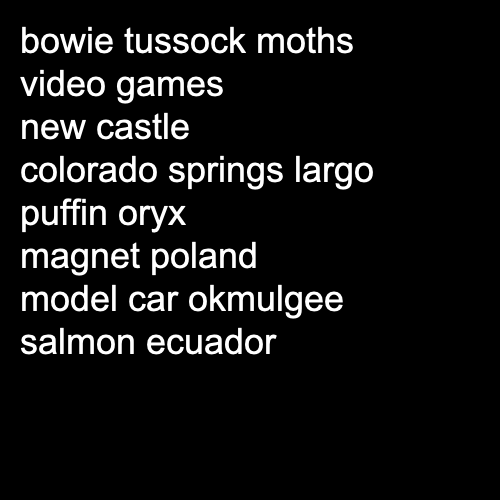 bowie tussock moths
video games
new castle
colorado springs largo
puffin oryx
magnet poland
model car okmulgee
salmon ecuador